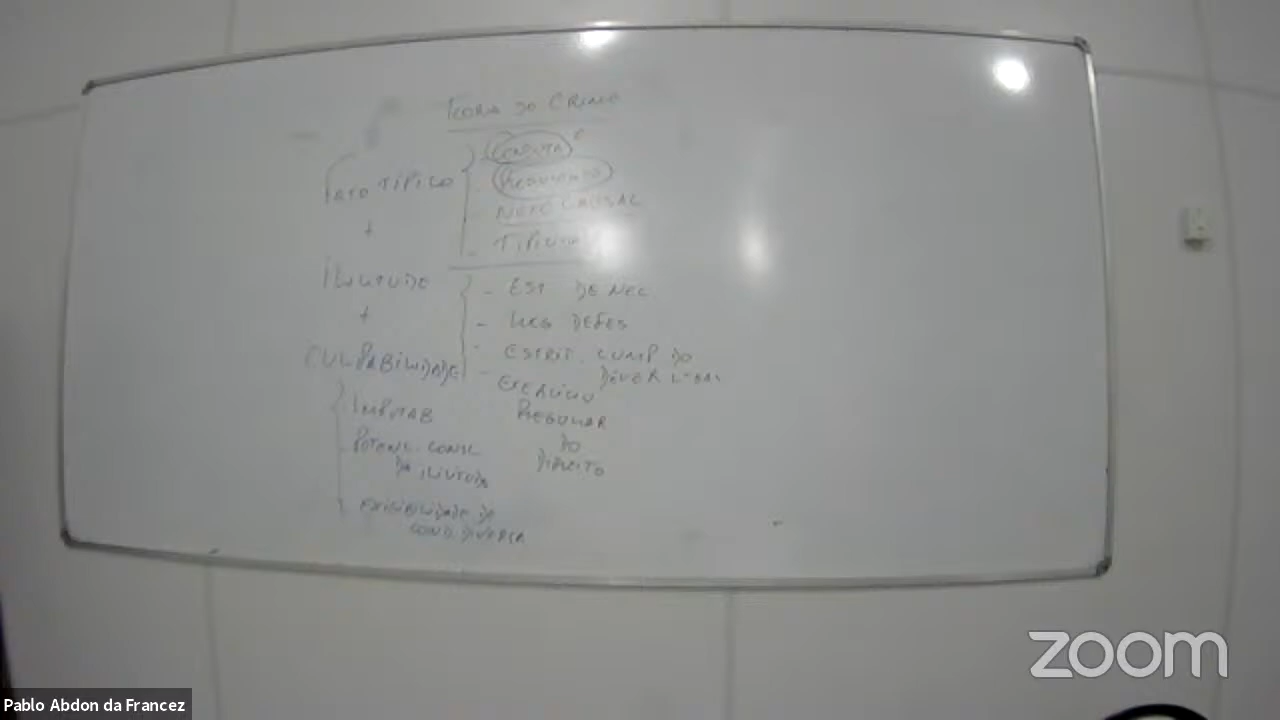 TEORIA DO CRIME
FATO TÍPICO
CONDUTA
RESULTADO
- NEXO CAUSAL
- TIPICIDA
+
ILICITUDE
- EST DE NEC
- LEG DEFES
- ESTRIT. CUMP DO
DEVER LEGAL
- EXERCÍCIO
REGULAR
DO
DIREITO
+
CULPABILIDADE
IMPUTAB
POTENC. CONSC
DA ILICITUDE
EXIGIBILIDADE DE
COND. DIVERSA
zoom
Pablo Abdon da Francez